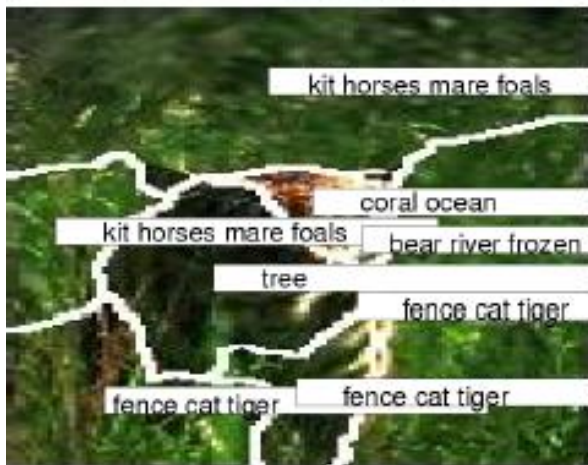 kit horses mare foals
coral ocean
kit horses mare foals
bear river frozen
tree
fence cat tiger
fence cat tiger
fence cat tiger